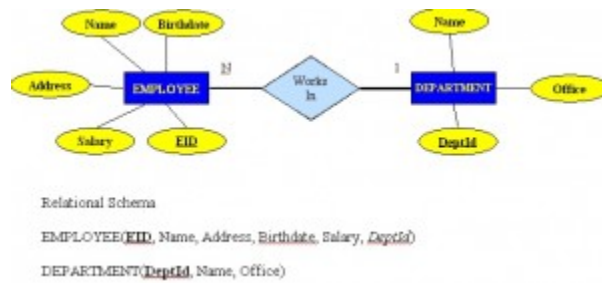 Name Birthdate Name
N 1
Address EMPLOYEE Works In DEPARTMENT Office
Salary EID DeptId
Relational Schema
EMPLOYEE(EID, Name, Address, Birthdate, Salary, DeptId)
DEPARTMENT(DeptId, Name, Office)